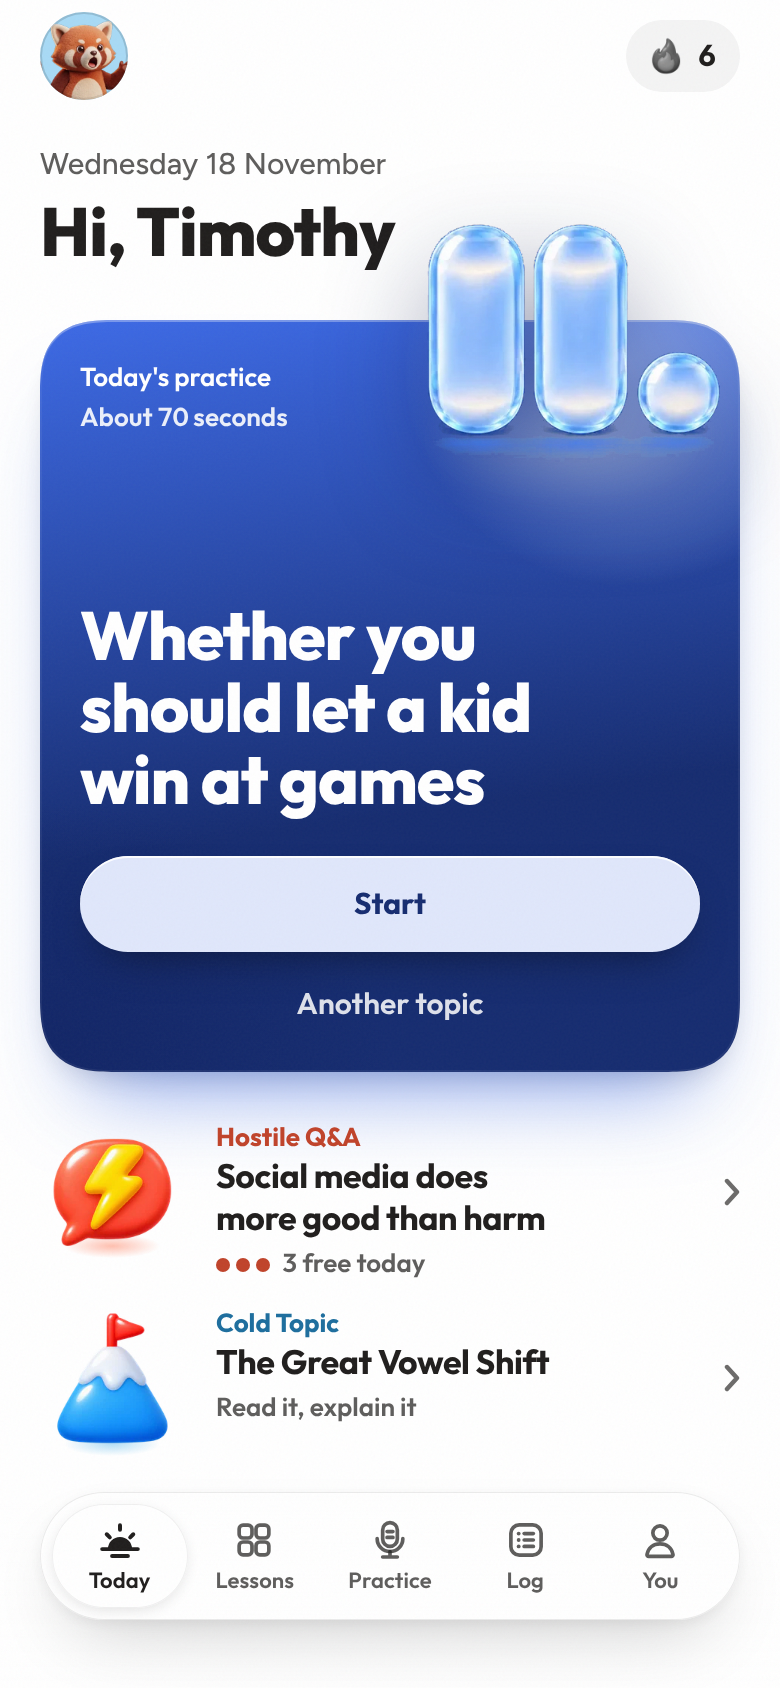 6
Wednesday 18 November
Hi, Timothy
Today's practice
About 70 seconds
Whether you
should let a kid
win at games
Start
Another topic
Hostile Q&A
Social media does
more good than harm
3 free today
Cold Topic
The Great Vowel Shift
Read it, explain it
Today
Lessons
Practice
Log
You